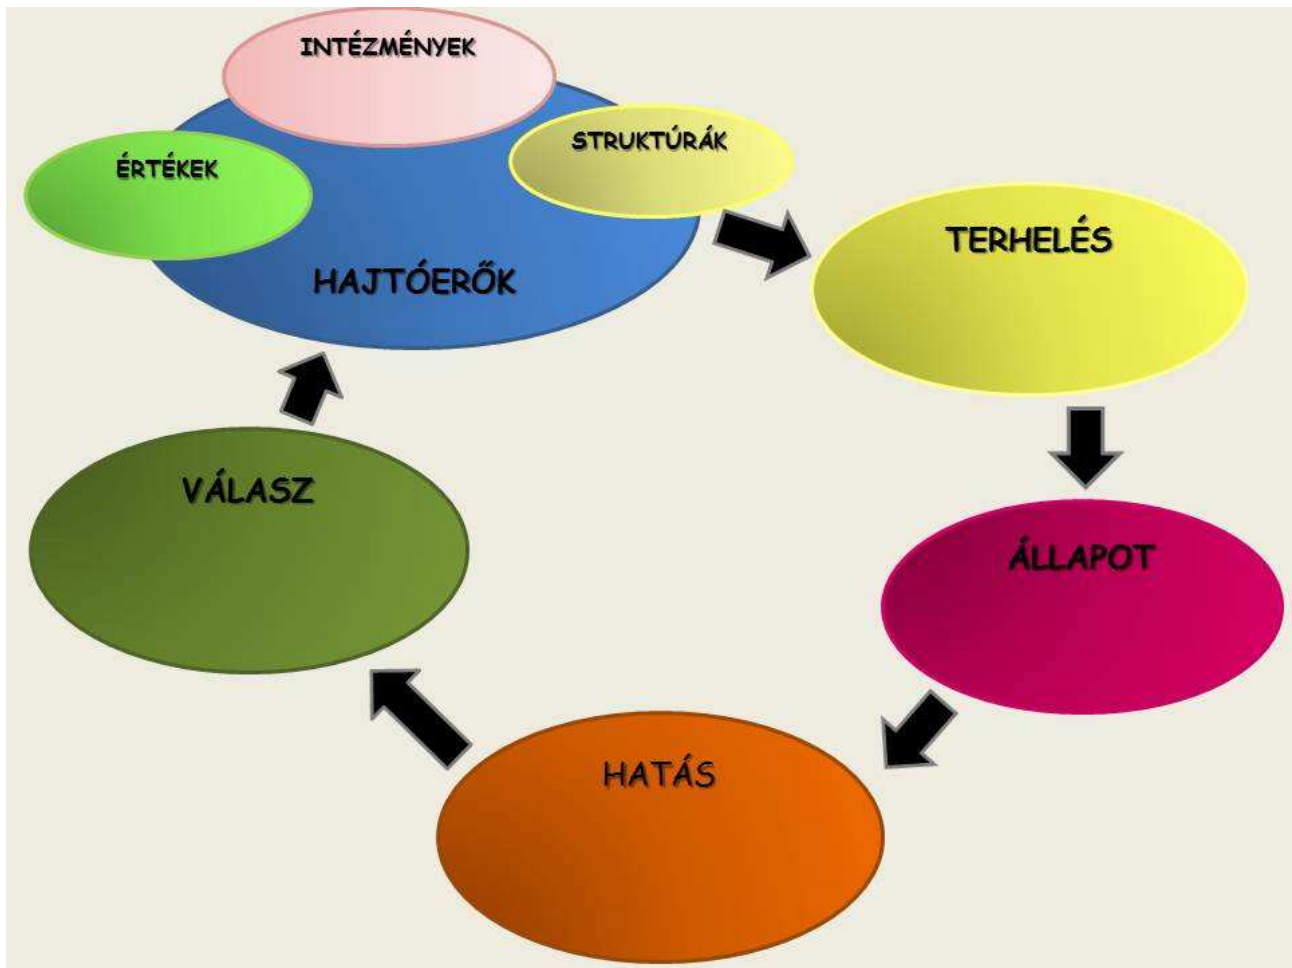 INTÉZMÉNYEK
STRUKTÚRÁK
ÉRTÉKEK
HAJTÓERŐK
TERHELÉS
ÁLLAPOT
HATÁS
VÁLASZ